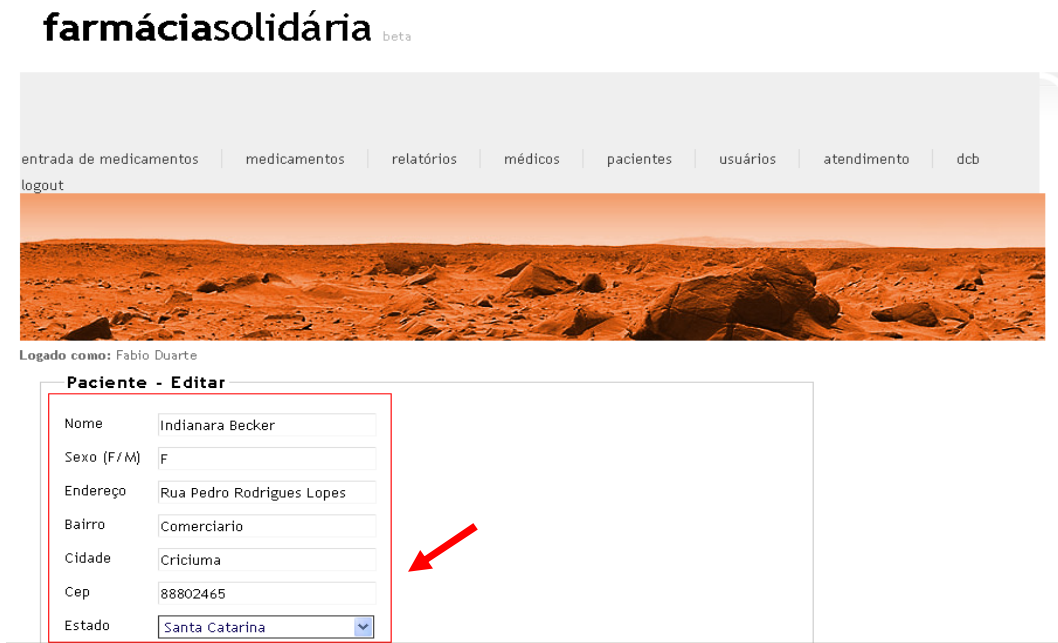 farmáciasolidária beta
entrada de medicamentos medicamentos relatórios médicos pacientes usuários atendimento dcb
logout
Logado como: Fabio Duarte
Paciente - Editar
Nome Indianara Becker
Sexo (F/M) F
Endereço Rua Pedro Rodrigues Lopes
Bairro Comerciario
Cidade Criciuma
Cep 88802465
Estado Santa Catarina